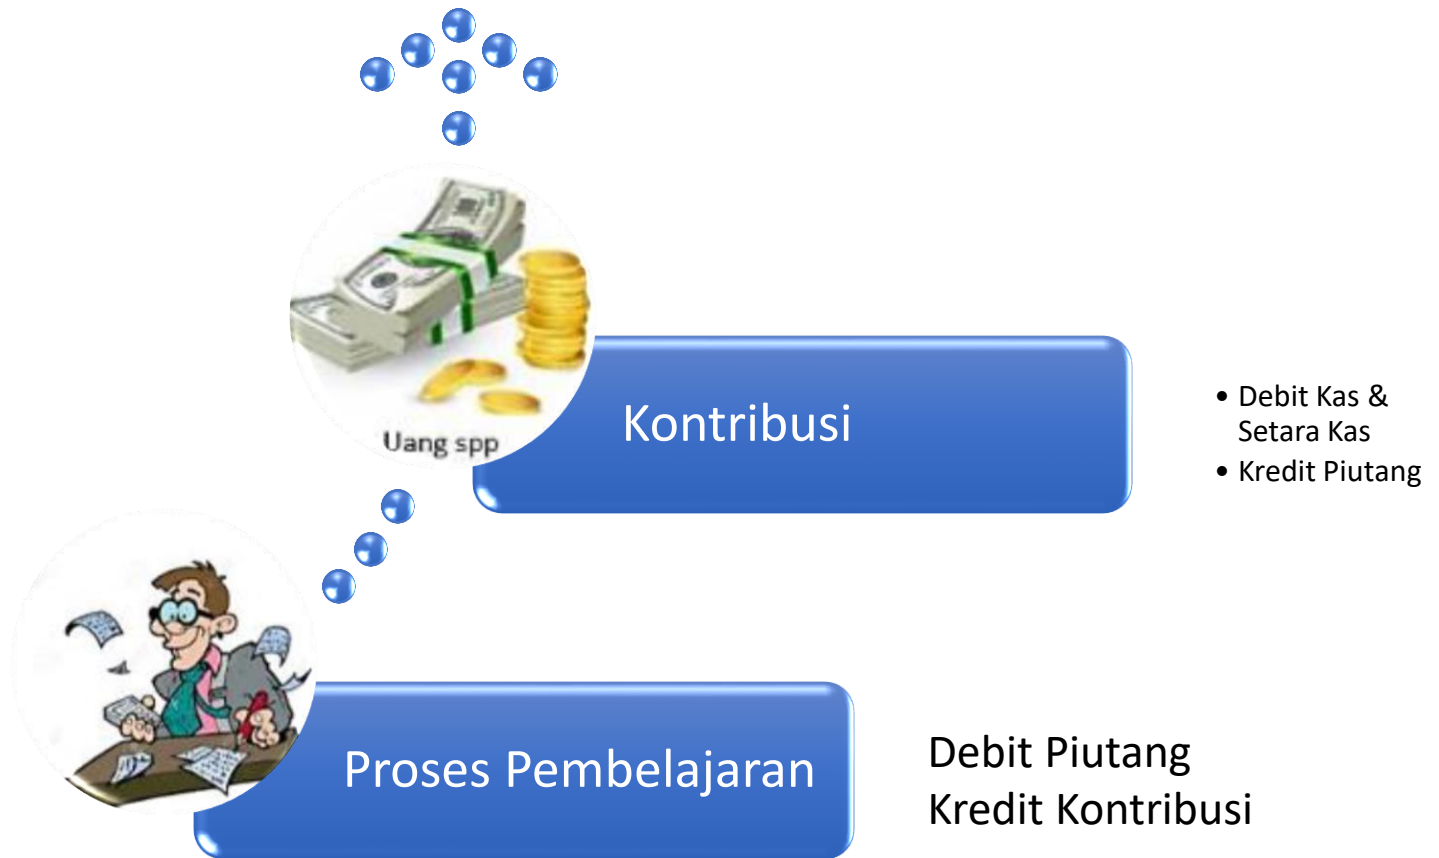 Uang spp
Kontribusi
• Debit Kas &
Setara Kas
• Kredit Piutang
Proses Pembelajaran
Debit Piutang
Kredit Kontribusi